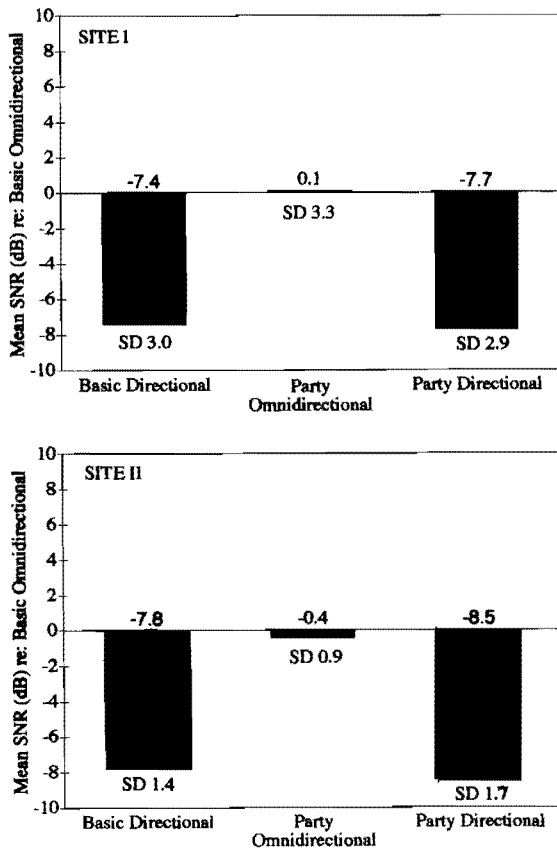 SITE I
10
8
6
4
2
0
-2
-4
-6
-8
-10
Mean SNR (dB) re: Basic Omnidirectional
-7.4
0.1
-7.7
SD 3.0
SD 3.3
SD 2.9
Basic Directional
Party
Omnidirectional
Party Directional
SITE II
10
8
6
4
2
0
-2
-4
-6
-8
-10
Mean SNR (dB) re: Basic Omnidirectional
-7.8
-0.4
-8.5
SD 1.4
SD 0.9
SD 1.7
Basic Directional
Party
Omnidirectional
Party Directional